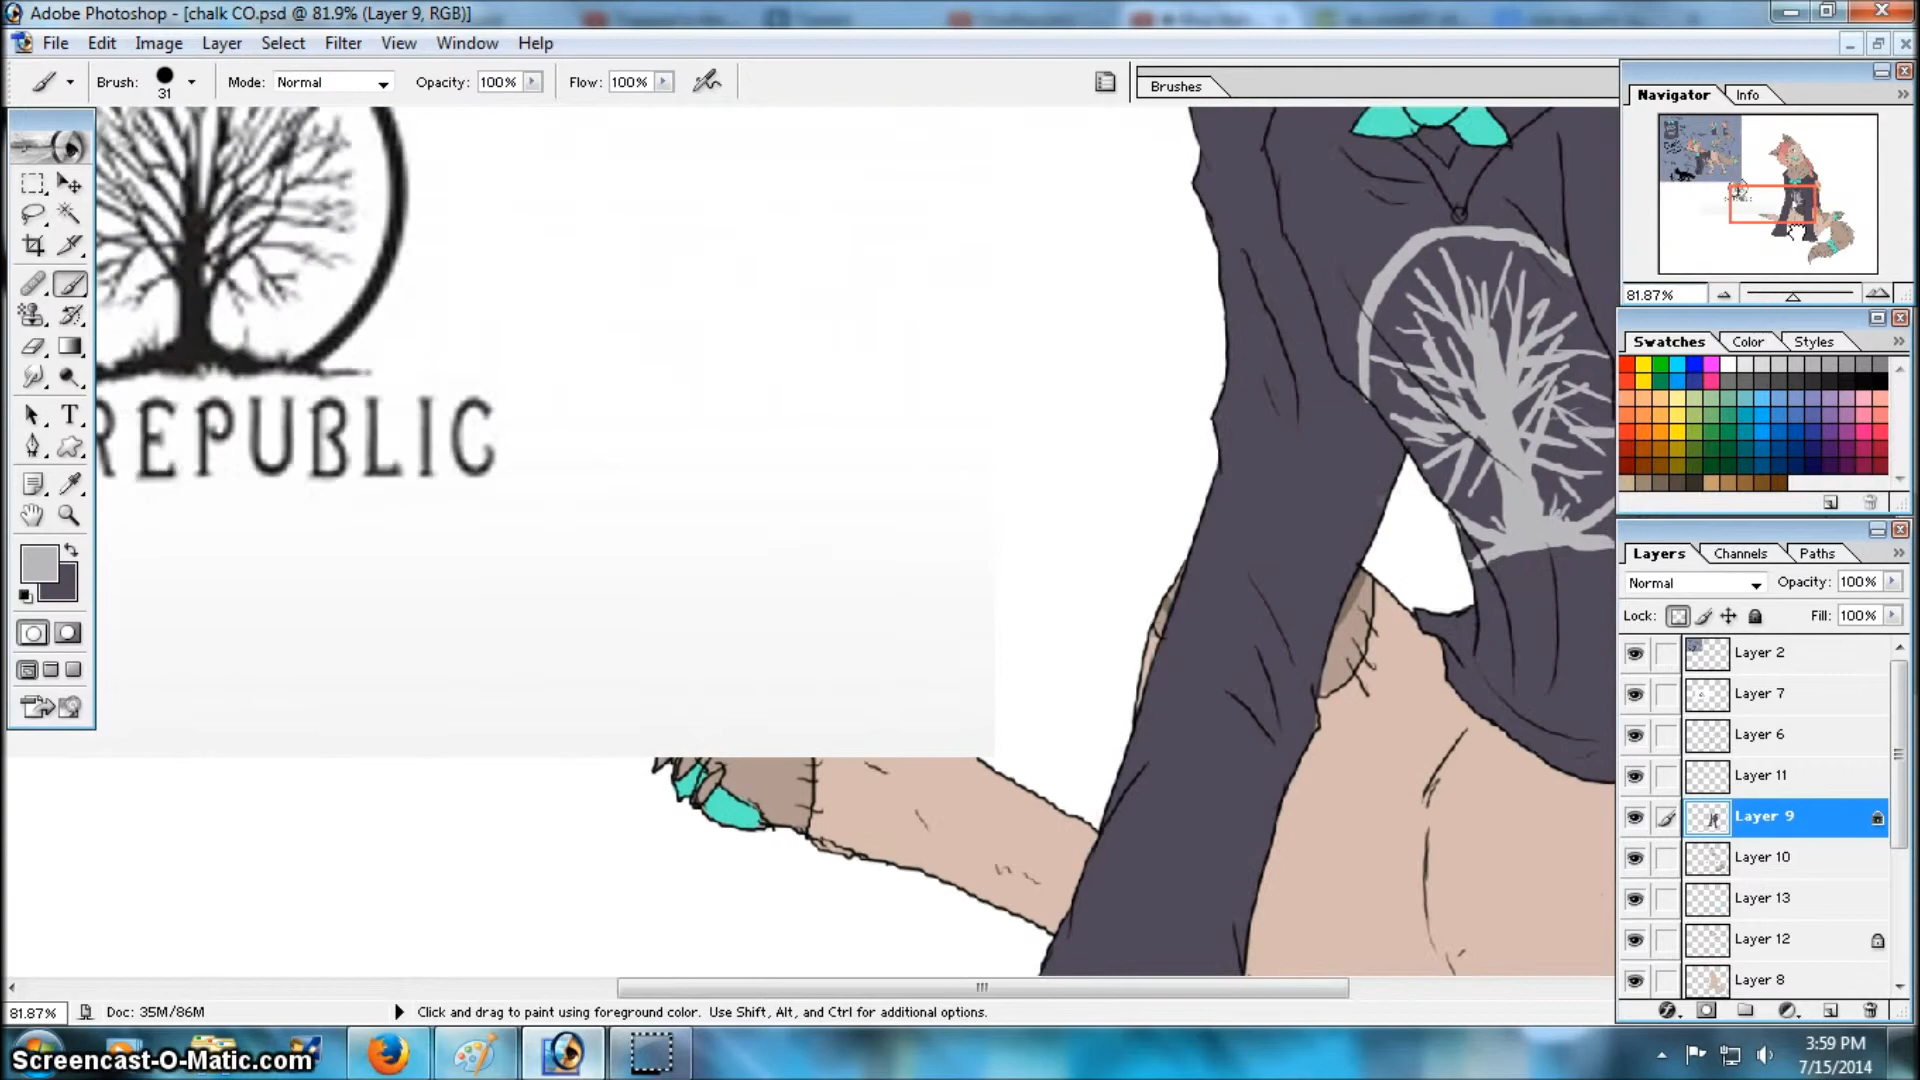 Adobe Photoshop - [chalk CO.psd @ 81.9% (Layer 9, RGB)]
File Edit Image Layer Select Filter View Window Help
Brush: 31 Mode: Normal Opacity: 100% Flow: 100%
Brushes
Navigator Info
81.87%
Swatches Color Styles
REPUBLIC
Layers Channels Paths
Normal Opacity: 100%
Lock: Fill: 100%
Layer 2
Layer 7
Layer 6
Layer 11
Layer 9
Layer 10
Layer 13
Layer 12
Layer 8
81.87% Doc: 35M/86M Click and drag to paint using foreground color. Use Shift, Alt, and Ctrl for additional options.
Screencast-O-Matic.com
3:59 PM
7/15/2014